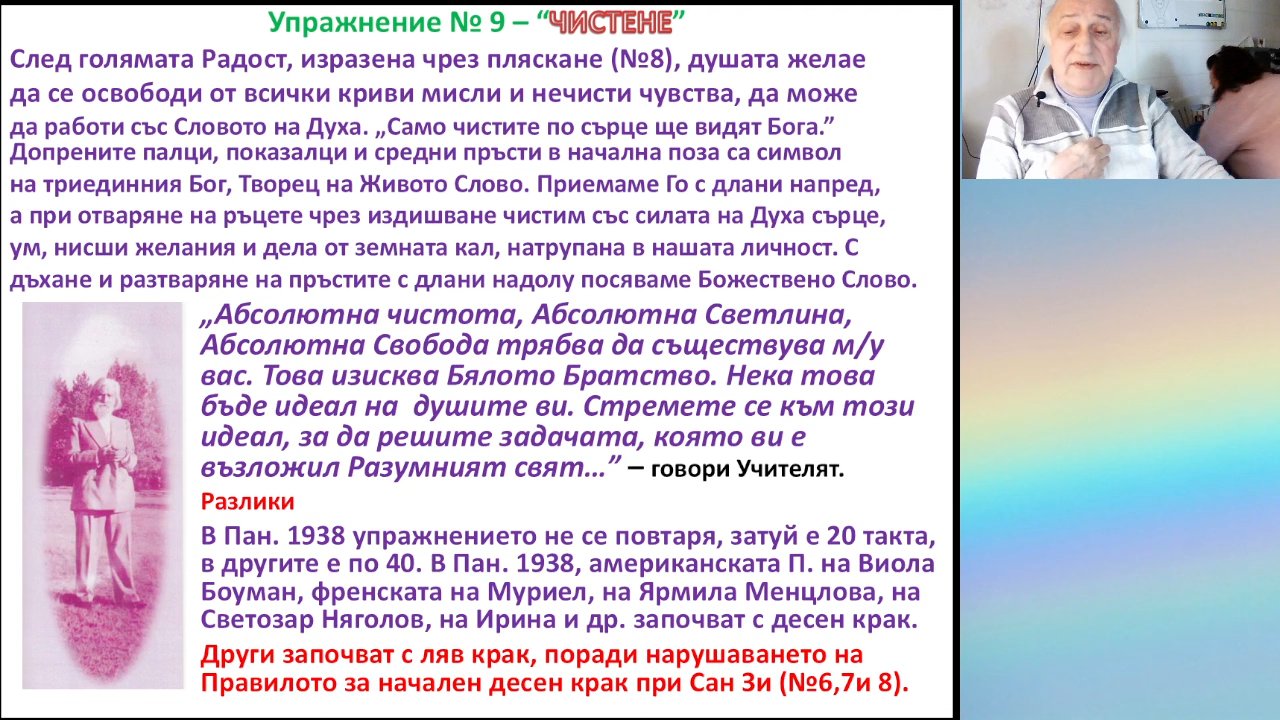 Упражнение № 9 – “ЧИСТЕНЕ”
След голямата Радост, изразена чрез пляскане (№8), душата желае
да се освободи от всички криви мисли и нечисти чувства, да може
да работи със Словото на Духа. „Само чистите по сърце ще видят Бога.”
Допрените палци, показалци и средни пръсти в начална поза са символ
на триединния Бог, Творец на Живото Слово. Приемаме Го с длани напред,
а при отваряне на ръцете чрез издишване чистим със силата на Духа сърце,
ум, нисши желания и дела от земната кал, натрупана в нашата личност. С
дъхане и разтваряне на пръстите с длани надолу посяваме Божествено Слово.
„Абсолютна чистота, Абсолютна Светлина,
Абсолютна Свобода трябва да съществува м/у
вас. Това изисква Бялото Братство. Нека това
бъде идеал на душите ви. Стремете се към този
идеал, за да решите задачата, която ви е
възложил Разумният свят...” – говори Учителят.
Разлики
В Пан. 1938 упражнението не се повтаря, затуй е 20 такта,
в другите е по 40. В Пан. 1938, американската П. на Виола
Боуман, френската на Муриел, на Ярмила Менцлова, на
Светозар Няголов, на Ирина и др. започват с десен крак.
Други започват с ляв крак, поради нарушаването на
Правилото за начален десен крак при Сан Зи (№6,7и 8).